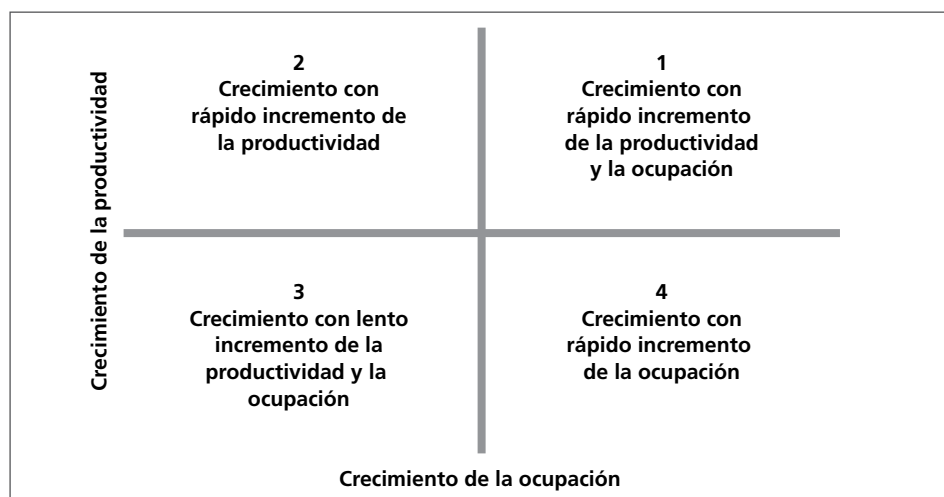 Crecimiento de la productividad
2
Crecimiento con
rápido incremento de
la productividad
1
Crecimiento con
rápido incremento
de la productividad
y la ocupación
3
Crecimiento con lento
incremento de la
productividad y la
ocupación
4
Crecimiento con
rápido incremento
de la ocupación
Crecimiento de la ocupación